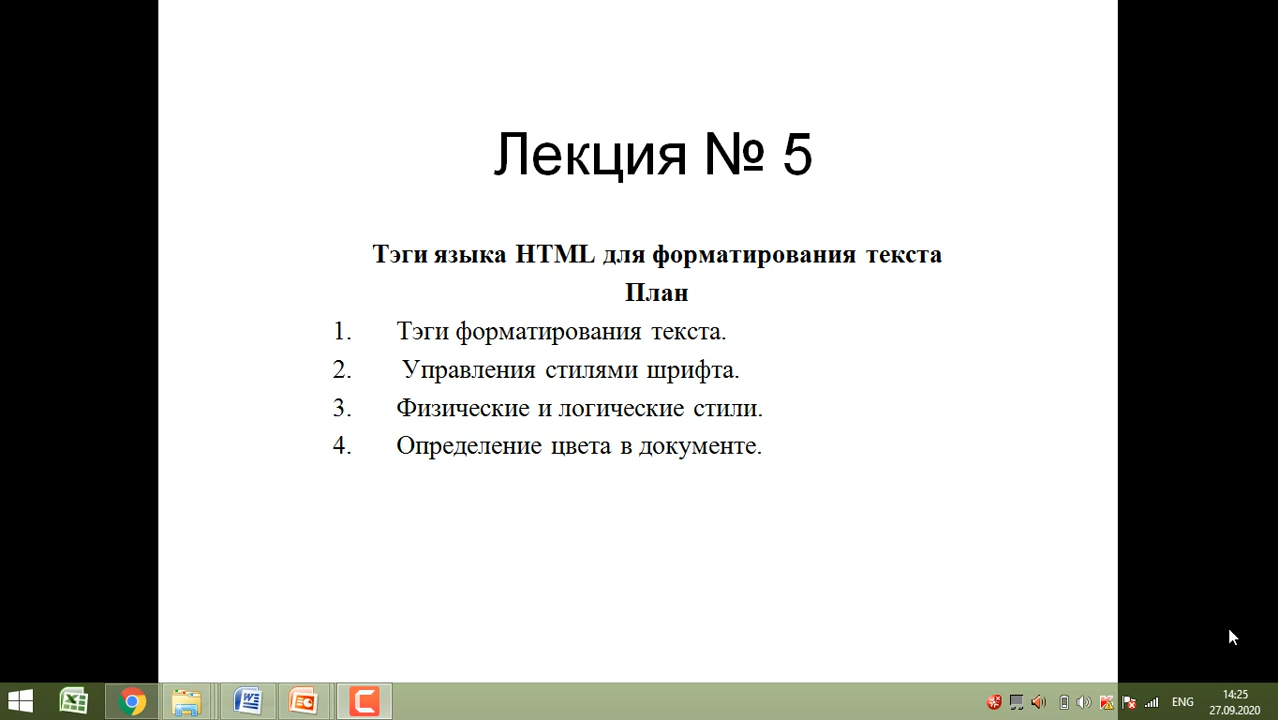 Лекция № 5
Тэги языка HTML для форматирования текста
План
1. Тэги форматирования текста.
2. Управления стилями шрифта.
3. Физические и логические стили.
4. Определение цвета в документе.
ENG
14:25
27.09.2020